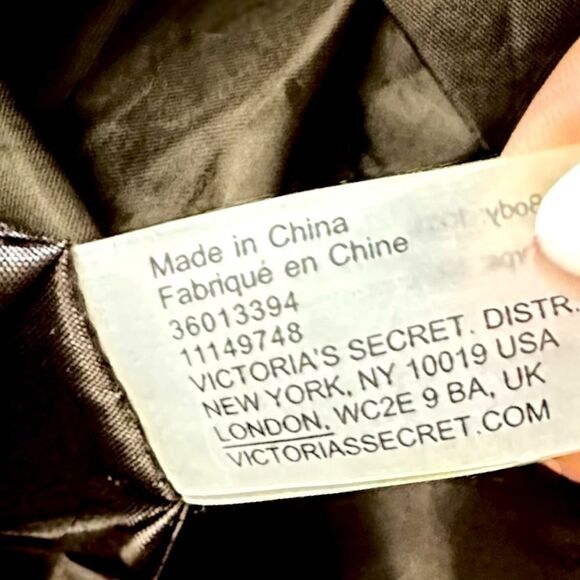 Made in China
Fabriqué en Chine
36013394
11149748
VICTORIA'S SECRET. DISTR.
NEW YORK, NY 10019 USA
LONDON, WC2E 9 BA, UK
VICTORIASSECRET.COM